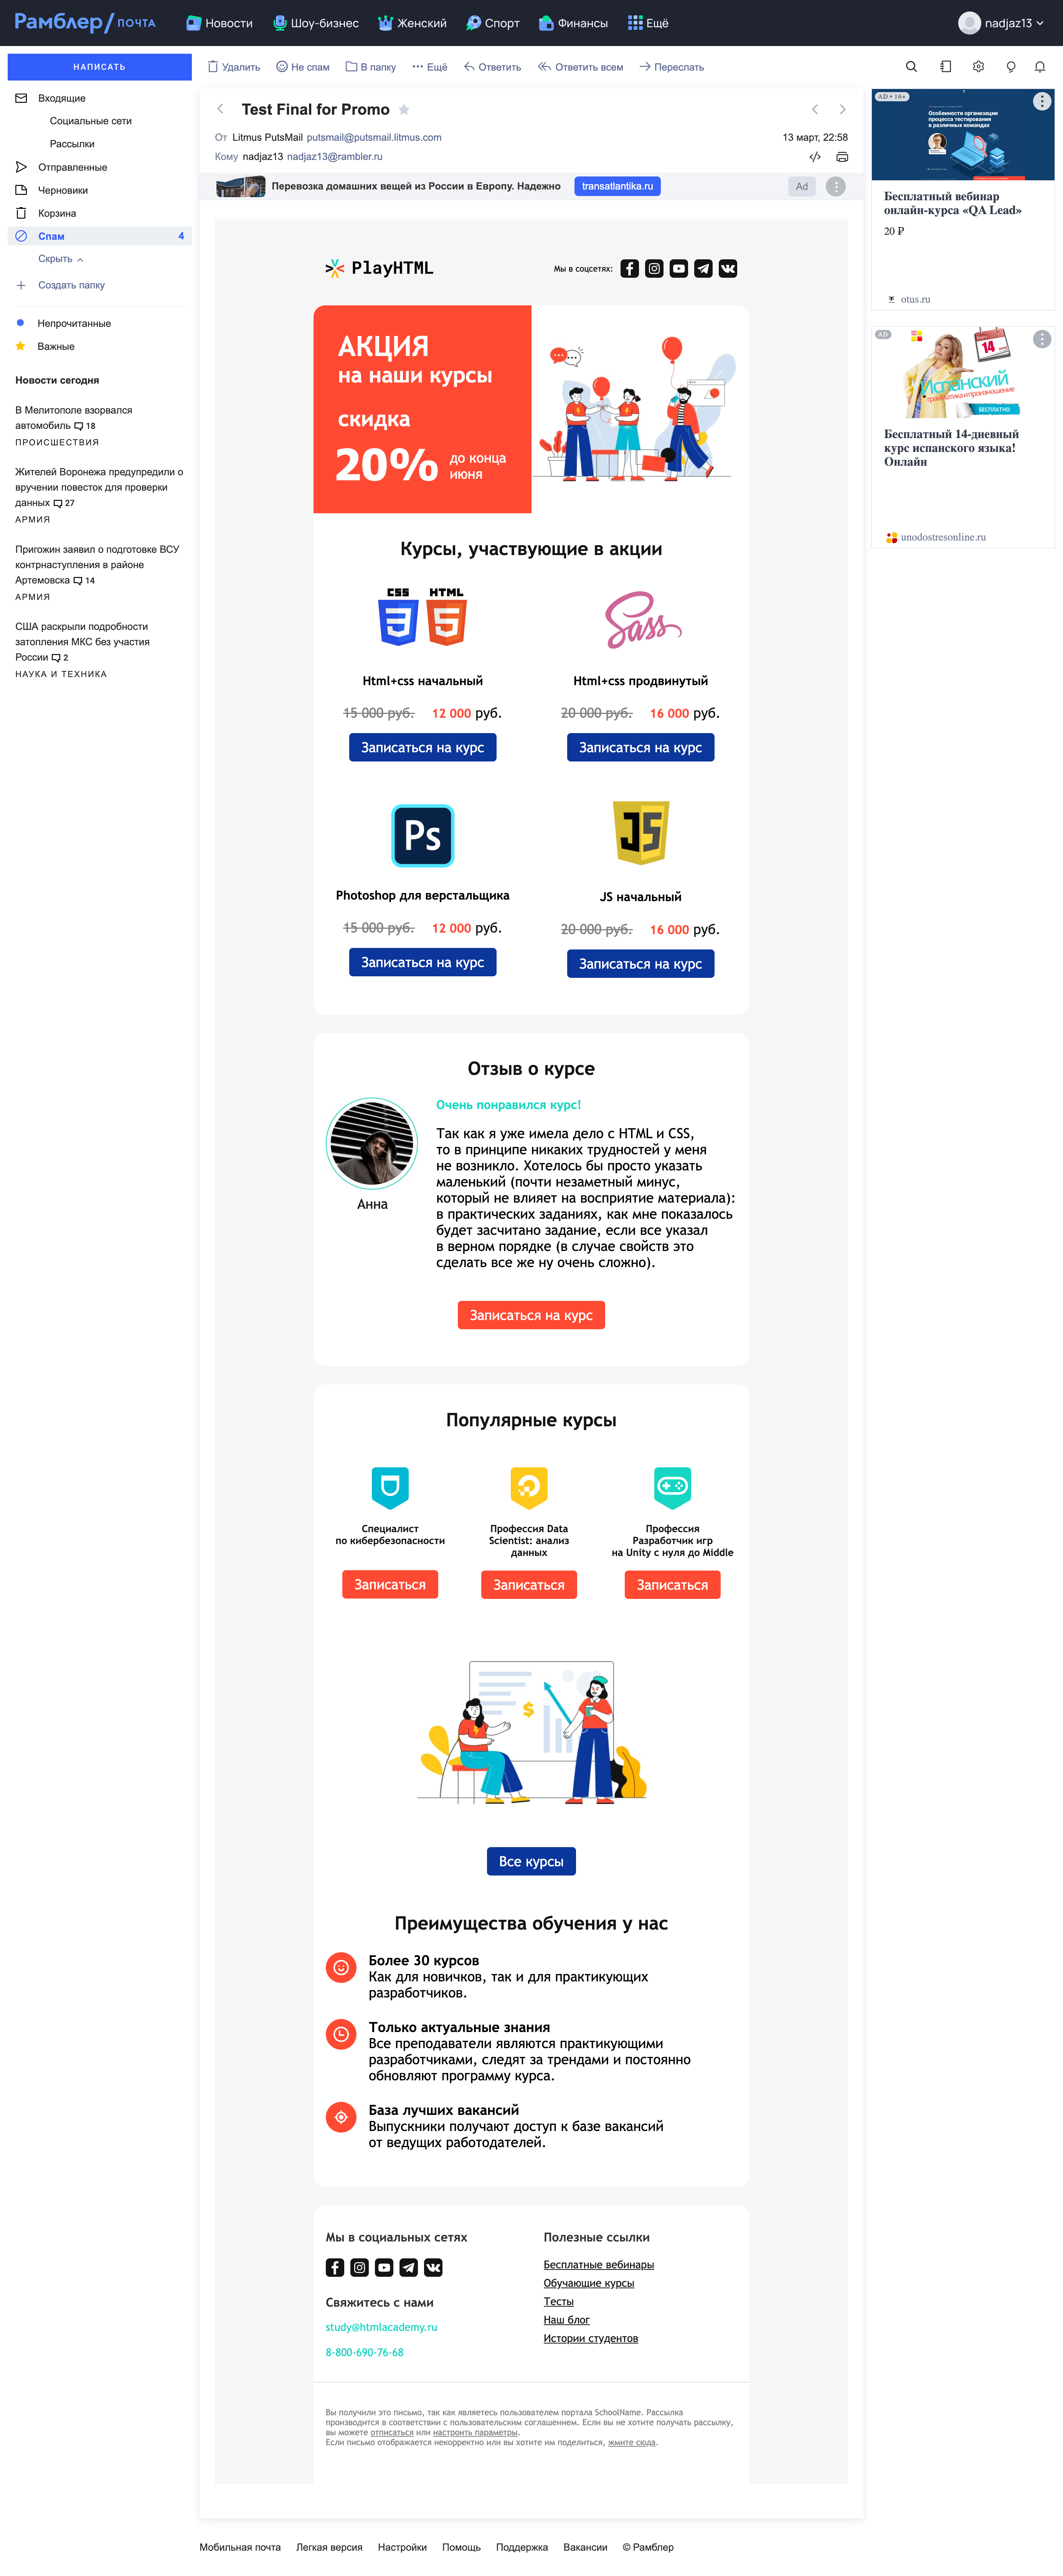 Рамблер/ почта
Новости
Шоу-бизнес
Женский
Спорт
Финансы
Ещё
nadjaz13
НАПИСАТЬ
Входящие
Социальные сети
Рассылки
Отправленные
Черновики
Корзина
Спам 4
Скрыть
Создать папку
Непрочитанные
Важные
Новости сегодня
В Мелитополе взорвался
автомобиль 18
ПРОИСШЕСТВИЯ
Жителей Воронежа предупредили о
вручении повесток для проверки
данных 27
АРМИЯ
Пригожин заявил о подготовке ВСУ
контрнаступления в районе
Артемовска 14
АРМИЯ
США раскрыли подробности
затопления МКС без участия
России 2
НАУКА И ТЕХНИКА
Удалить
Не спам
В папку
Ещё
Ответить
Ответить всем
Переслать
Test Final for Promo
От Litmus PutsMail putsmail@putsmail.litmus.com
13 март, 22:58
Кому nadjaz13 nadjaz13@rambler.ru
Перевозка домашних вещей из России в Европу. Надежно
transatlantika.ru
Ad
PlayHTML
Мы в соцсетях:
АКЦИЯ
на наши курсы
скидка
20% до конца
июня
Курсы, участвующие в акции
CSS HTML
3 5
Sass
Html+css начальный
Html+css продвинутый
15 000 руб. 12 000 руб.
20 000 руб. 16 000 руб.
Записаться на курс
Записаться на курс
Ps
JS
Photoshop для верстальщика
JS начальный
15 000 руб. 12 000 руб.
20 000 руб. 16 000 руб.
Записаться на курс
Записаться на курс
Отзыв о курсе
Анна
Очень понравился курс!
Так как я уже имела дело с HTML и CSS,
то в принципе никаких трудностей у меня
не возникло. Хотелось бы просто указать
маленький (почти незаметный минус,
который не влияет на восприятие материала):
в практических заданиях, как мне показалось
будет засчитано задание, если все указал
в верном порядке (в случае свойств это
сделать все же ну очень сложно).
Записаться на курс
Популярные курсы
Специалист
по кибербезопасности
Профессия Data
Scientist: анализ
данных
Профессия
Разработчик игр
на Unity с нуля до Middle
Записаться
Записаться
Записаться
$
Все курсы
Преимущества обучения у нас
Более 30 курсов
Как для новичков, так и для практикующих
разработчиков.
Только актуальные знания
Все преподаватели являются практикующими
разработчиками, следят за трендами и постоянно
обновляют программу курса.
База лучших вакансий
Выпускники получают доступ к базе вакансий
от ведущих работодателей.
Мы в социальных сетях
Свяжитесь с нами
study@htmlacademy.ru
8-800-690-76-68
Полезные ссылки
Бесплатные вебинары
Обучающие курсы
Тесты
Наш блог
Истории студентов
Вы получили это письмо, так как являетесь пользователем портала SchoolName. Рассылка
производится в соответствии с пользовательским соглашением. Если вы не хотите получать рассылку,
вы можете отписаться или настроить параметры.
Если письмо отображается некорректно или вы хотите им поделиться, жмите сюда.
AD • 16+
Особенности организации
процесса тестирования
в различных командах
Бесплатный вебинар
онлайн-курса «QA Lead»
20 ₽
otus.ru
AD
14
Испанский
грамматика и произношение
БЕСПЛАТНО
Бесплатный 14-дневный
курс испанского языка!
Онлайн
unodostresonline.ru
Мобильная почта
Легкая версия
Настройки
Помощь
Поддержка
Вакансии
© Рамблер